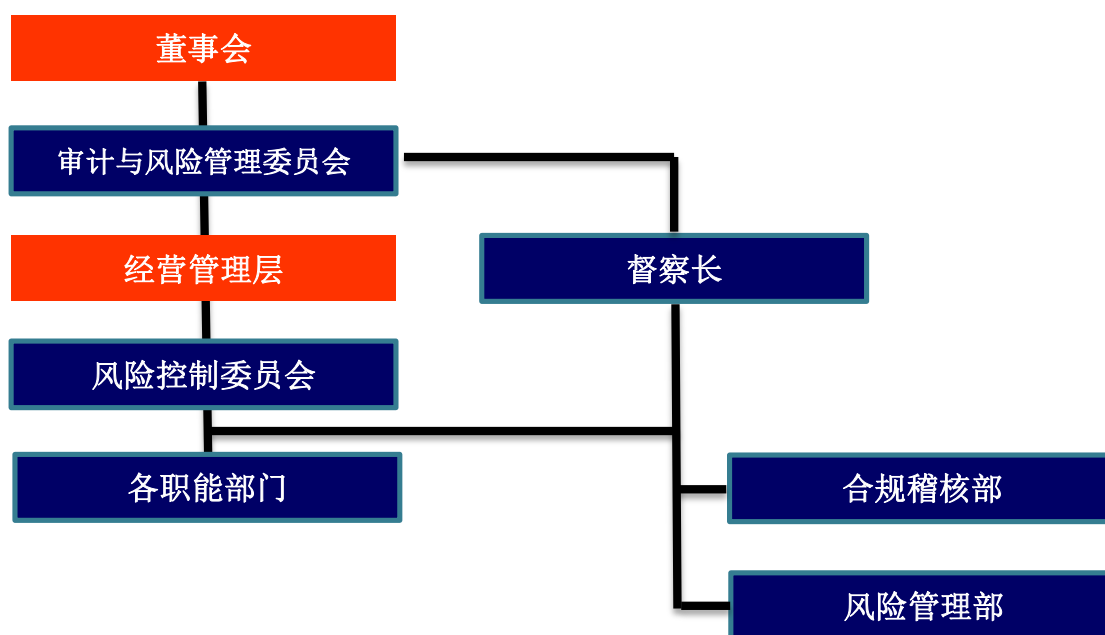 董事会
审计与风险管理委员会
经营管理层
督察长
风险控制委员会
各职能部门
合规稽核部
风险管理部